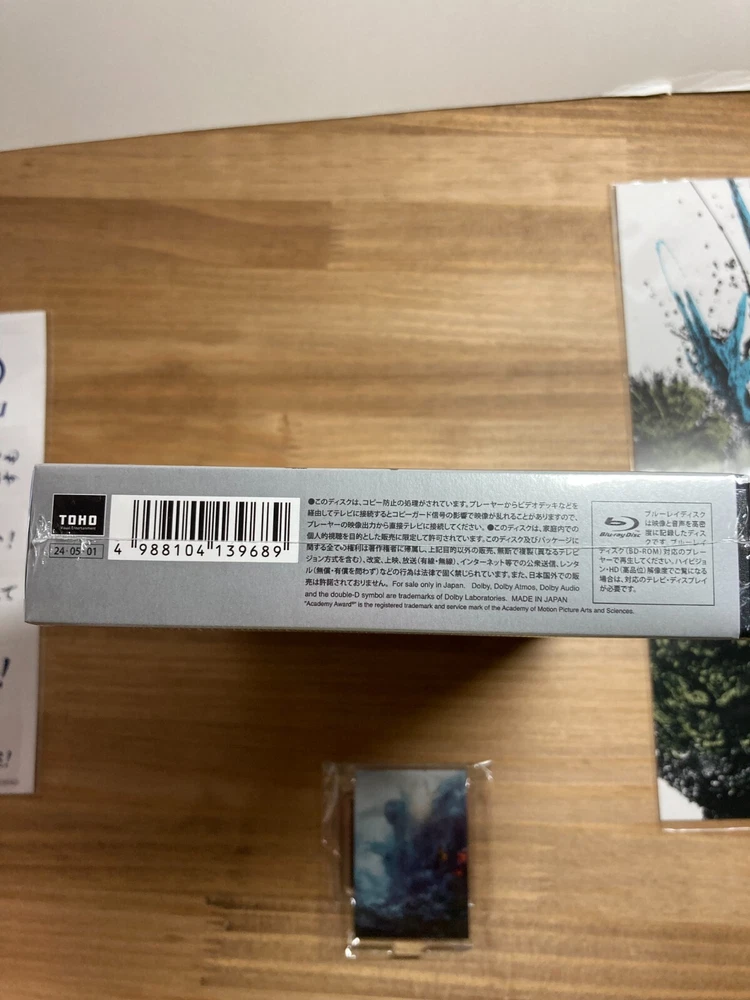 TOHO
24·05·01
4 988104 139689
●このディスクは、コピー防止の処理がされています。プレーヤーからビデオデッキなどを
経由してテレビに接続するとコピーガード信号の影響で映像が乱れることがありますので、
プレーヤーの映像出力から直接テレビに接続してください。●このディスクは、家庭内での
個人的視聴を目的とした販売に限定して許可されています。このディスク及びパッケージに
関する全ての権利は著作権者に帰属し、上記目的以外の販売、無断で複製(異なるテレビ
ジョン方式を含む)、改変、上映、放送(有線・無線)、インターネット等での公衆送信、レンタ
ル(無償・有償を問わず)などの行為は法律で固く禁じられています。また、日本国外での販
売は許諾されておりません。For sale only in Japan. Dolby, Dolby Atmos, Dolby Audio
and the double-D symbol are trademarks of Dolby Laboratories. MADE IN JAPAN
"Academy Award®" is the registered trademark and service mark of the Academy of Motion Picture Arts and Sciences.
Blu-ray Disc
ブルーレイディスク
は映像と音声を高密
度に記録したディス
クです。ブルーレイ
ディスク(BD-ROM)対応のプレー
ヤーで再生してください。ハイビジョ
ン・HD(高品位)解像度でご覧になる
場合は、対応のテレビ・ディスプレイ
が必要です。